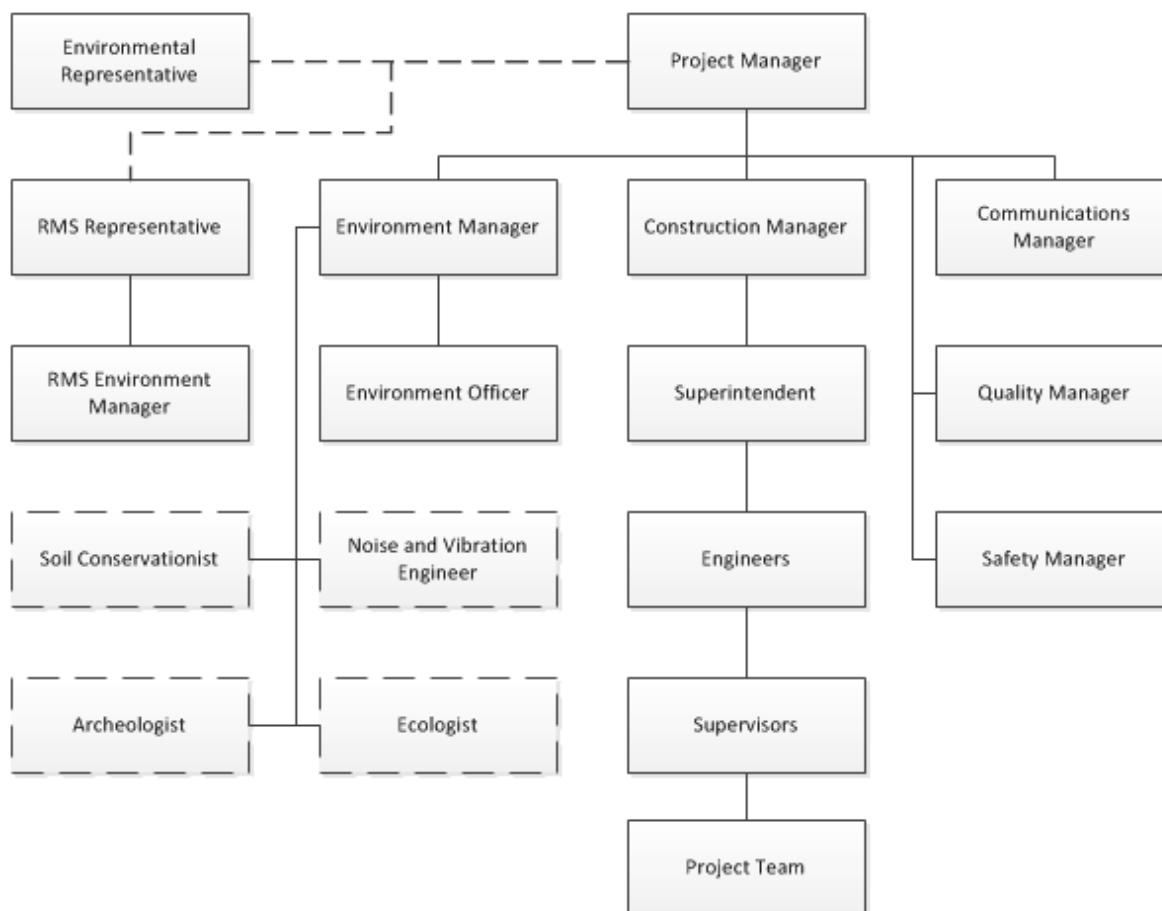 Environmental
Representative
Project Manager
RMS Representative
Environment Manager
Construction Manager
Communications
Manager
RMS Environment
Manager
Environment Officer
Superintendent
Quality Manager
Soil Conservationist
Noise and Vibration
Engineer
Engineers
Safety Manager
Archeologist
Ecologist
Supervisors
Project Team